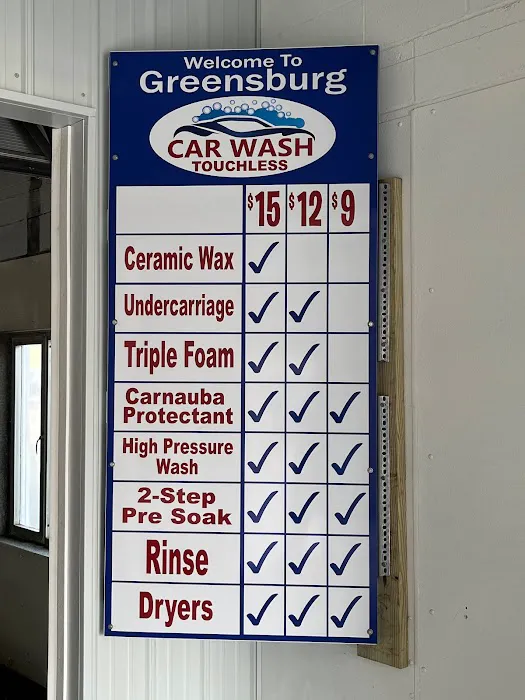 Welcome To
Greensburg
CAR WASH
TOUCHLESS
$15 $12 $9
Ceramic Wax ✓
Undercarriage ✓ ✓
Triple Foam ✓ ✓
Carnauba
Protectant ✓ ✓ ✓
High Pressure
Wash ✓ ✓ ✓
2-Step
Pre Soak ✓ ✓ ✓
Rinse ✓ ✓ ✓
Dryers ✓ ✓ ✓